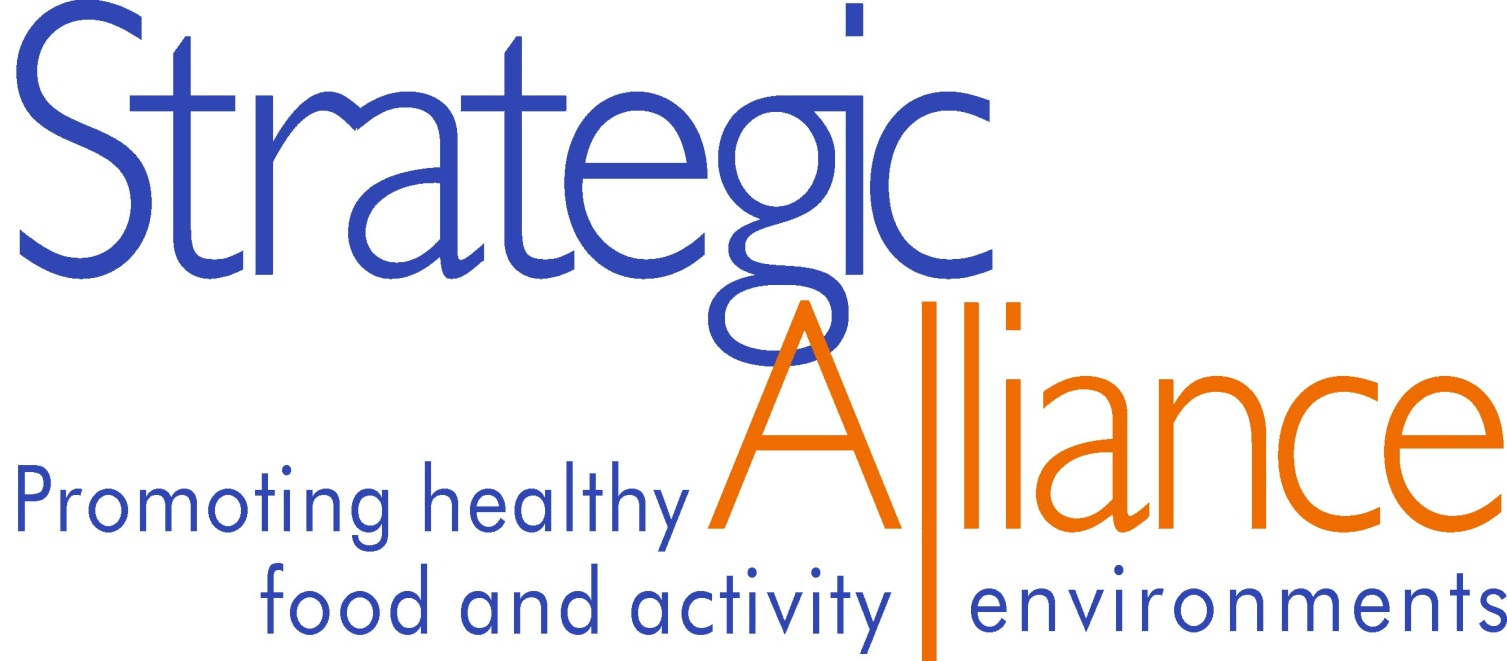 Strategic
Alliance
Promoting healthy
food and activity environments